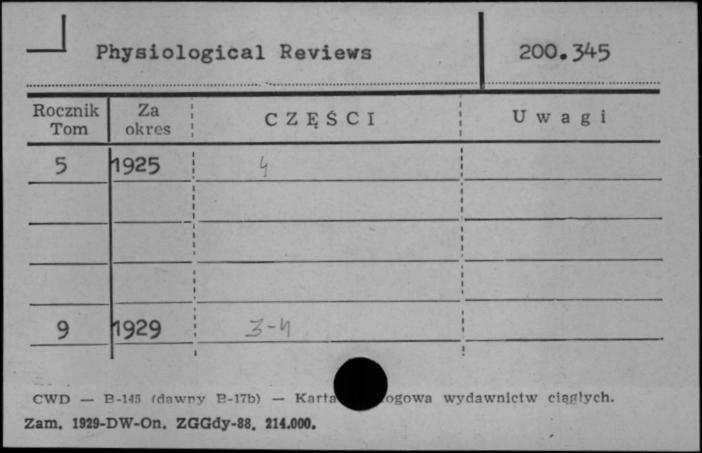 Physiological Reviews 200.345
Rocznik Tom Za okres CZĘŚCI Uwagi
5 1925 4
9 1929 3-4
CWD — B-145 (dawny B-17b) — Karta ogowa wydawnictw ciągłych.
Zam. 1929-DW-On. ZGGdy-88. 214.000.